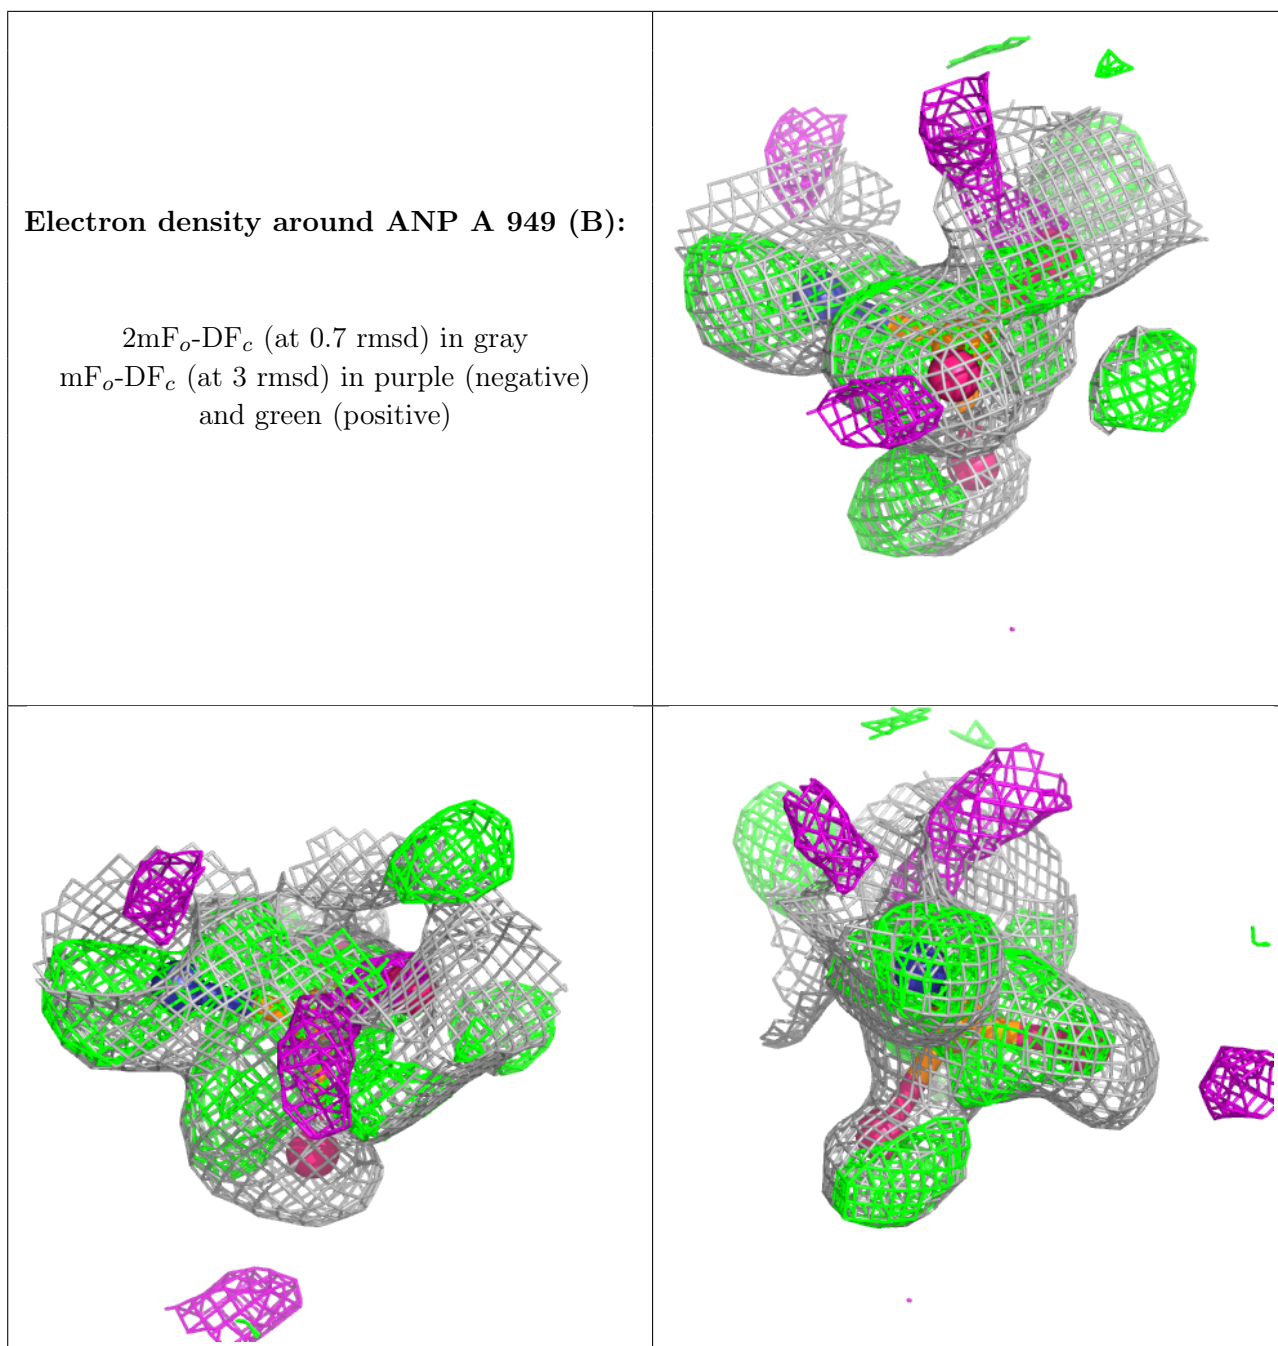 Electron density around ANP A 949 (B):
2mFo-DFc (at 0.7 rmsd) in gray
mFo-DFc (at 3 rmsd) in purple (negative)
and green (positive)